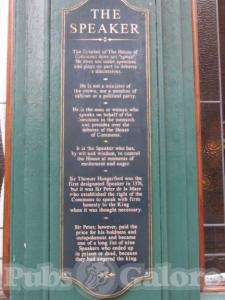 THE
SPEAKER
The Speaker of The House of
Commons does not "speak"
He does not make speeches
and plays no part in debates
or discussions.
He is not a minister of
the crown, nor a member of
cabinet or a political party.
He is the man or woman who
speaks on behalf of the
Commons to the monarch
and presides over the
debates of the House
of Commons.
It is the Speaker who has,
by wit and wisdom, to control
the House at moments of
excitement and anger.
Sir Thomas Hungerford was the
first designated Speaker in 1376,
but it was Sir Peter de la Mare
who established the right of the
Commons to speak with firm
honesty to the King
when it was thought necessary.
Sir Peter, however, paid the
price for his boldness and
outspokenness and became
one of a long list of nine
Speakers who ended up
in prison or dead, because
they had angered the king.
Pubs Galore